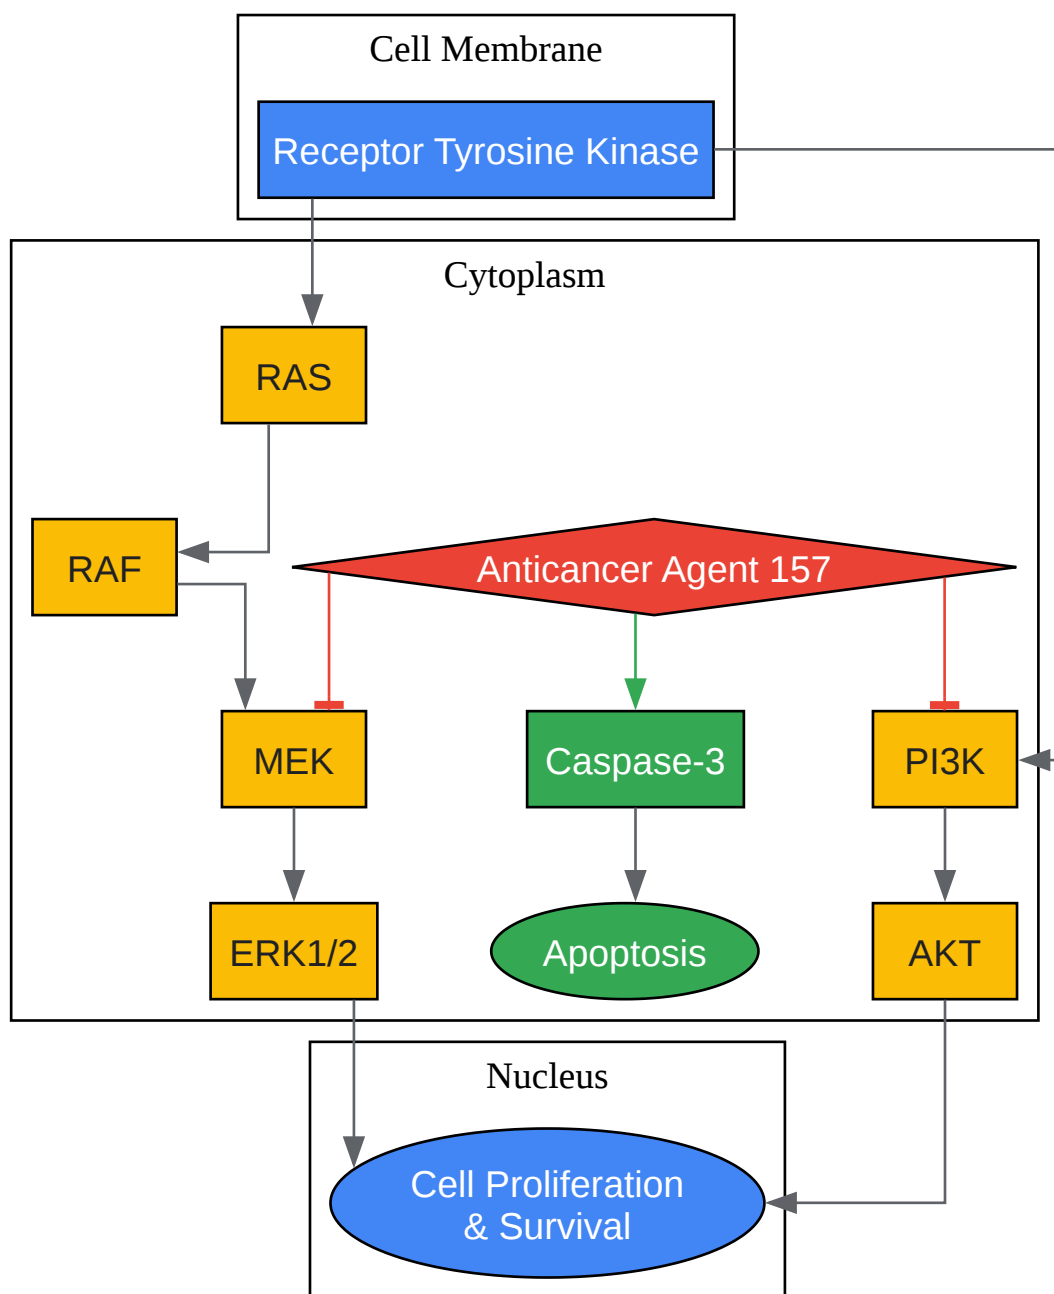 Cell Membrane
Receptor Tyrosine Kinase
Cytoplasm
RAS
RAF
Anticancer Agent 157
MEK
Caspase-3
PI3K
ERK1/2
Apoptosis
AKT
Nucleus
Cell Proliferation
& Survival